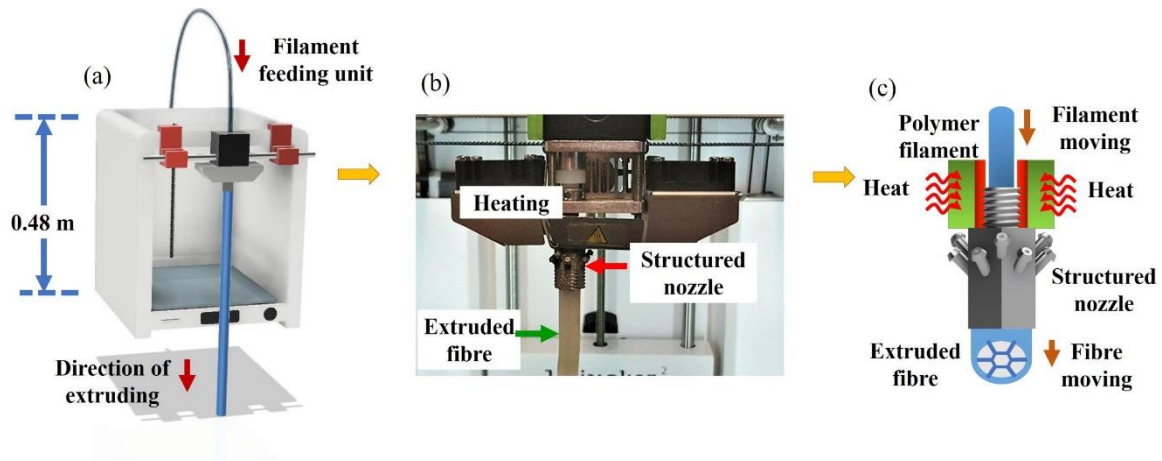 (a)
Filament
feeding unit
0.48 m
Direction of
extruding
(b)
Heating
Structured
nozzle
Extruded
fibre
(c)
Polymer
filament
Filament
moving
Heat
Heat
Structured
nozzle
Extruded
fibre
Fibre
moving